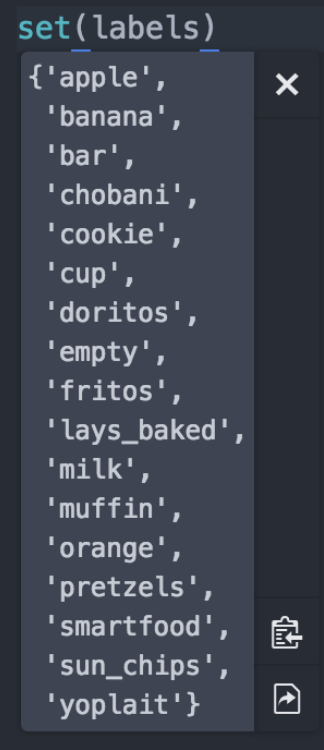 set(labels)
{'apple',
'banana',
'bar',
'chobani',
'cookie',
'cup',
'doritos',
'empty',
'fritos',
'lays_baked',
'milk',
'muffin',
'orange',
'pretzels',
'smartfood',
'sun_chips',
'yoplait'}